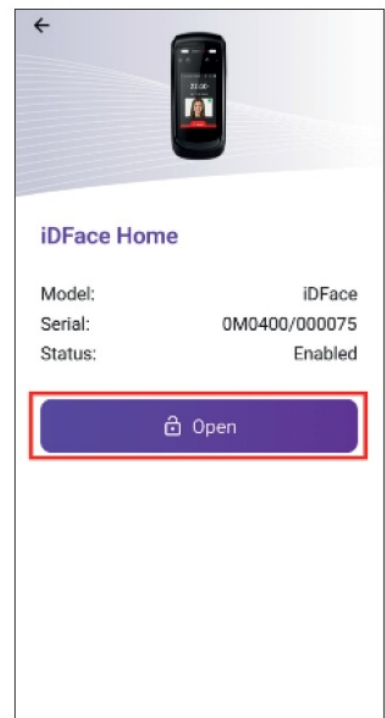 iDFace Home
Model: iDFace
Serial: 0M0400/000075
Status: Enabled
Open